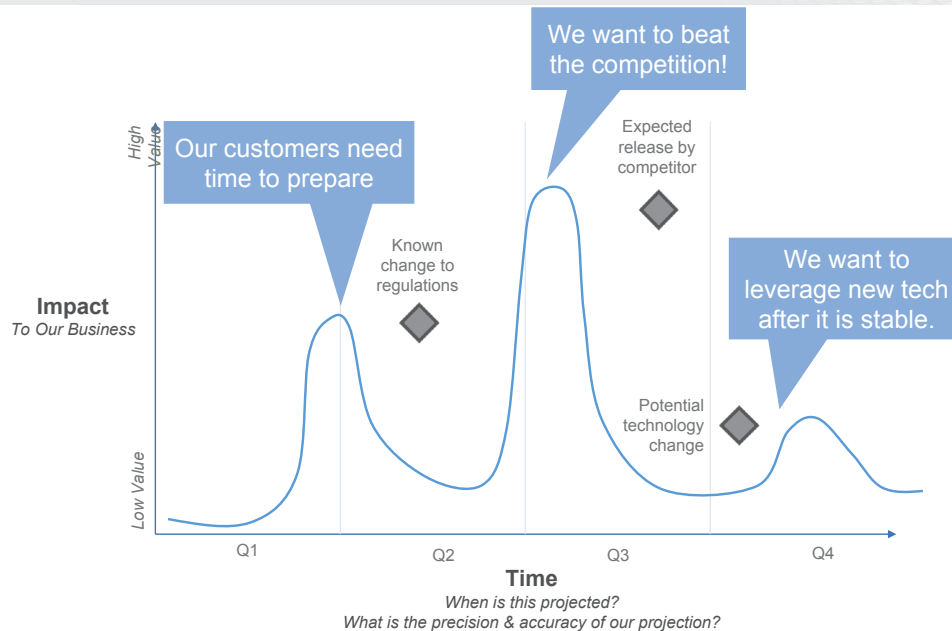 We want to beat
the competition!
High
Value
Our customers need
time to prepare
Expected
release by
competitor
Known
change to
regulations
We want to
leverage new tech
after it is stable.
Impact
To Our Business
Potential
technology
change
Low Value
Q1
Q2
Q3
Q4
Time
When is this projected?
What is the precision & accuracy of our projection?